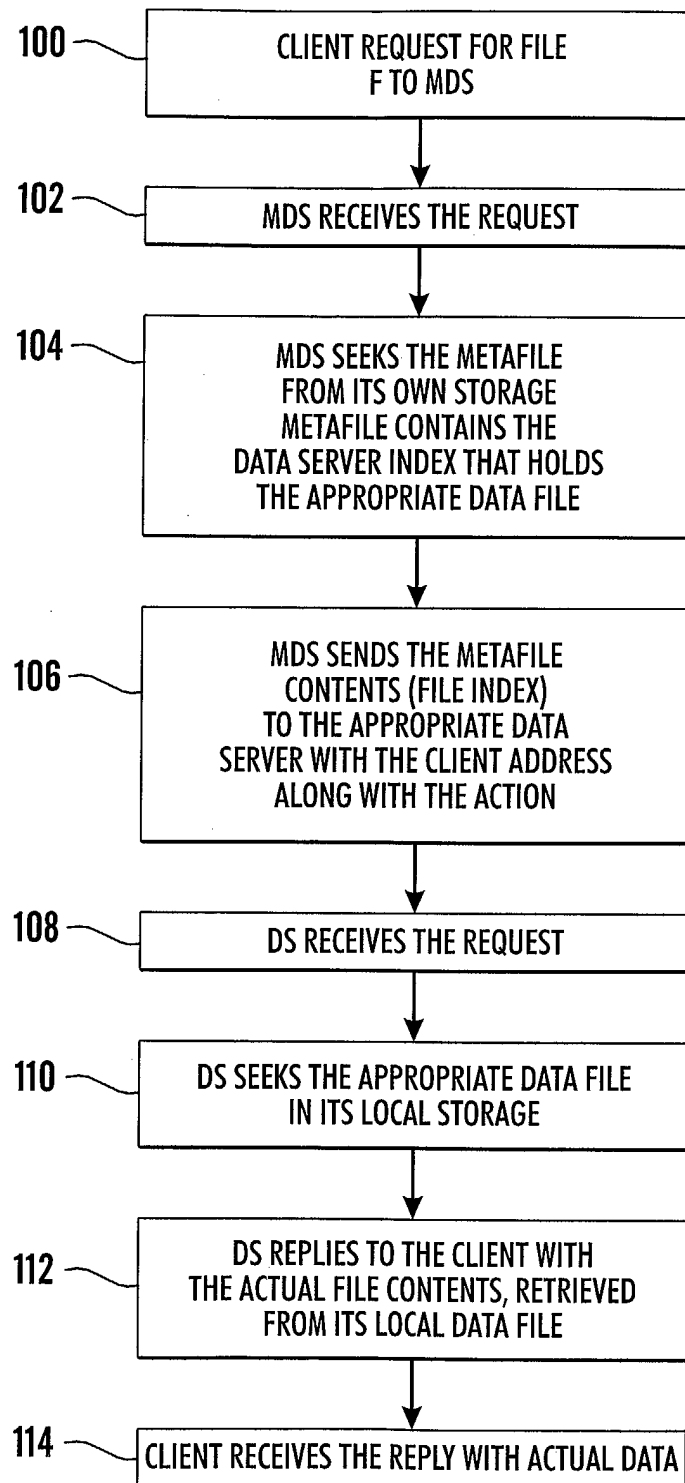 100
CLIENT REQUEST FOR FILE
F TO MDS
102
MDS RECEIVES THE REQUEST
104
MDS SEEKS THE METAFILE
FROM ITS OWN STORAGE
METAFILE CONTAINS THE
DATA SERVER INDEX THAT HOLDS
THE APPROPRIATE DATA FILE
106
MDS SENDS THE METAFILE
CONTENTS (FILE INDEX)
TO THE APPROPRIATE DATA
SERVER WITH THE CLIENT ADDRESS
ALONG WITH THE ACTION
108
DS RECEIVES THE REQUEST
110
DS SEEKS THE APPROPRIATE DATA FILE
IN ITS LOCAL STORAGE
112
DS REPLIES TO THE CLIENT WITH
THE ACTUAL FILE CONTENTS, RETRIEVED
FROM ITS LOCAL DATA FILE
114
CLIENT RECEIVES THE REPLY WITH ACTUAL DATA